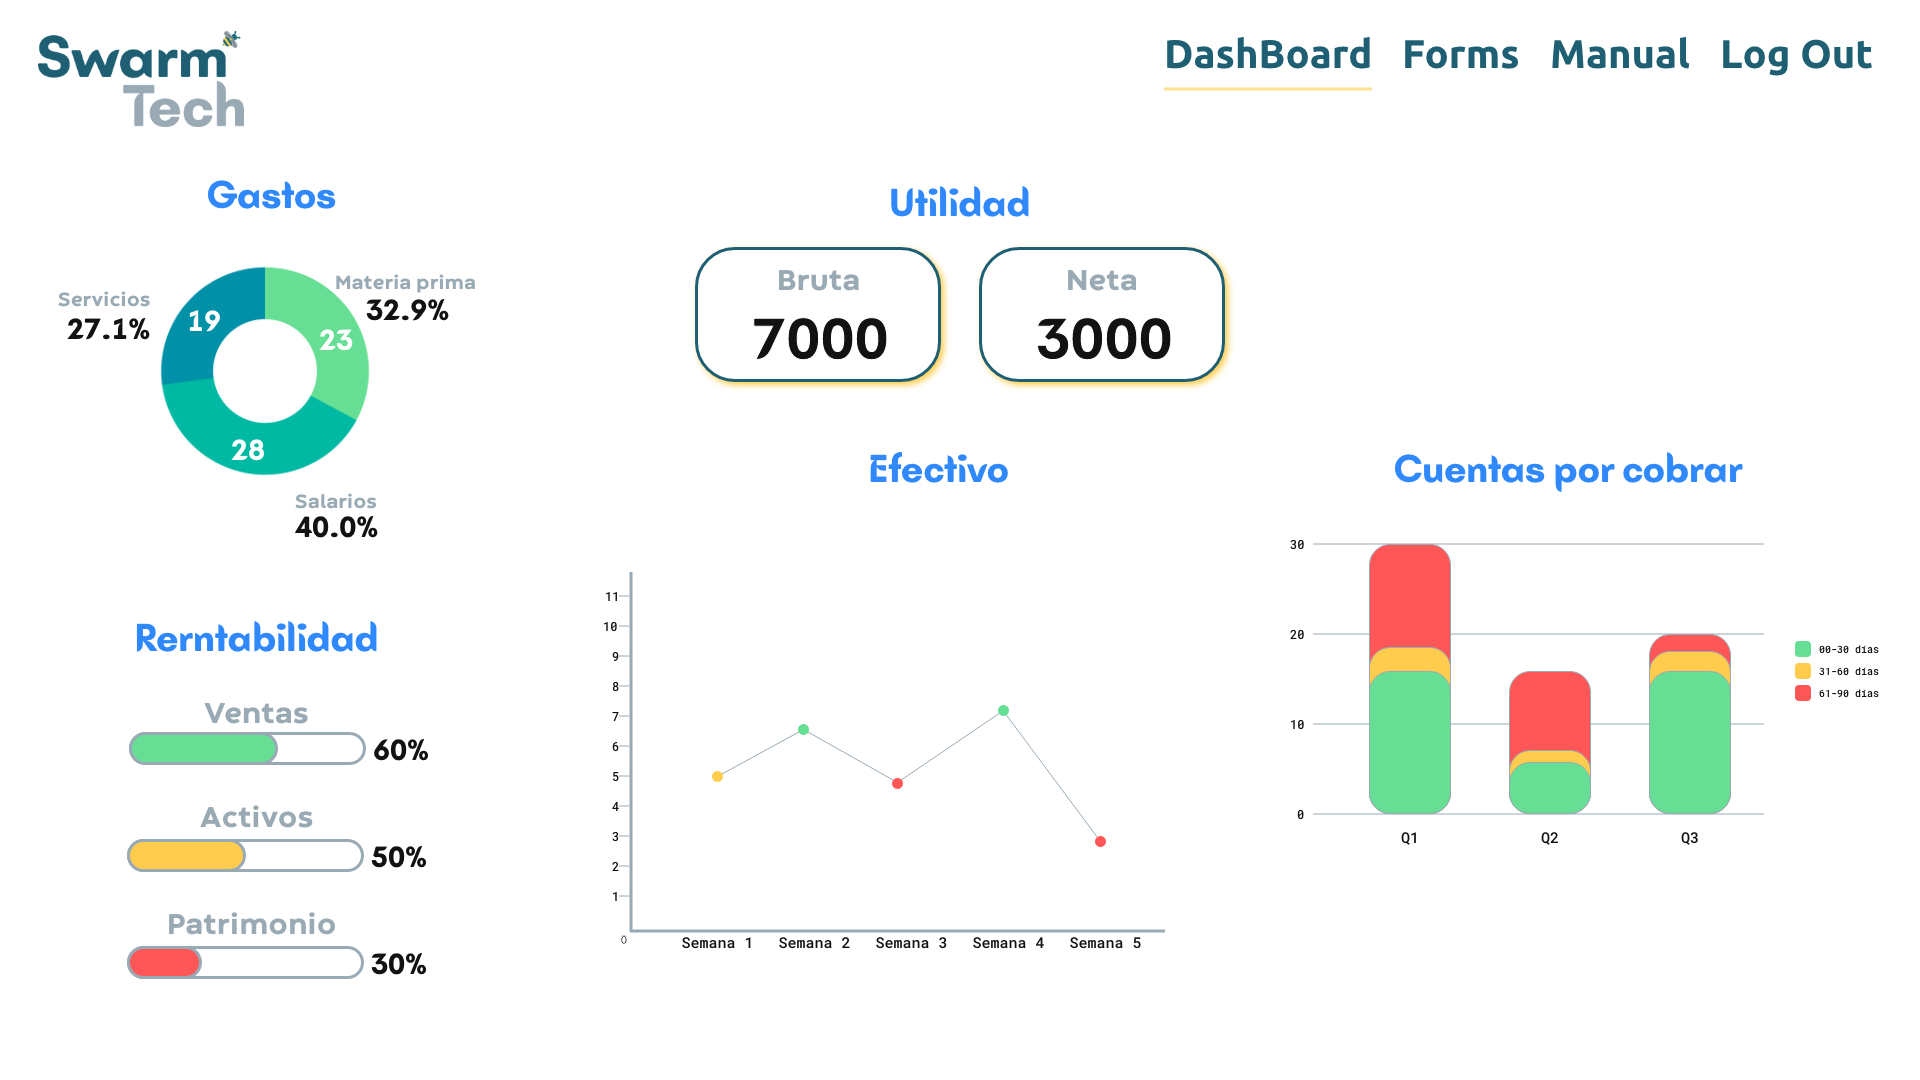 Swarm
Tech
DashBoard Forms Manual Log Out
Gastos
Materia prima
32.9%
Servicios
27.1%
19
23
28
Salarios
40.0%
Utilidad
Bruta
7000
Neta
3000
Rerntabilidad
Ventas
60%
Activos
50%
Patrimonio
30%
Efectivo
11
10
9
8
7
6
5
4
3
2
1
0
Semana 1 Semana 2 Semana 3 Semana 4 Semana 5
Cuentas por cobrar
30
20
10
0
Q1 Q2 Q3
00-30 días
31-60 días
61-90 días